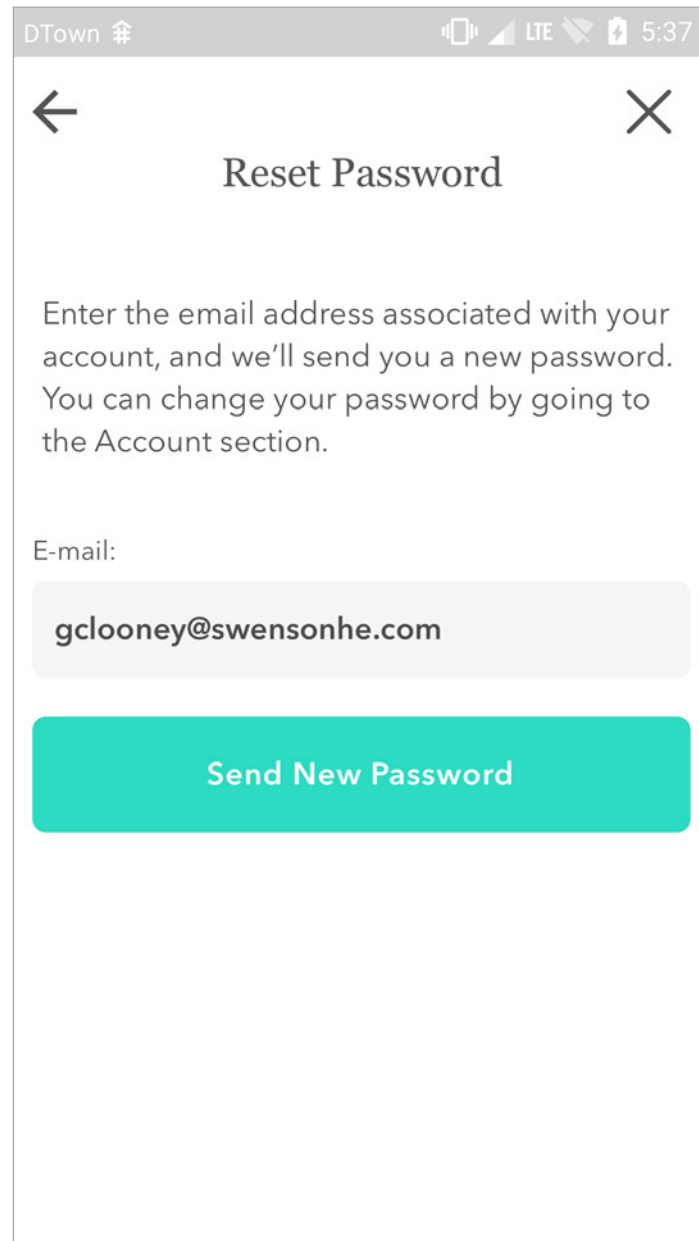 DTown LTE 5:37
Reset Password
Enter the email address associated with your
account, and we’ll send you a new password.
You can change your password by going to
the Account section.
E-mail:
gclooney@swensonhe.com
Send New Password